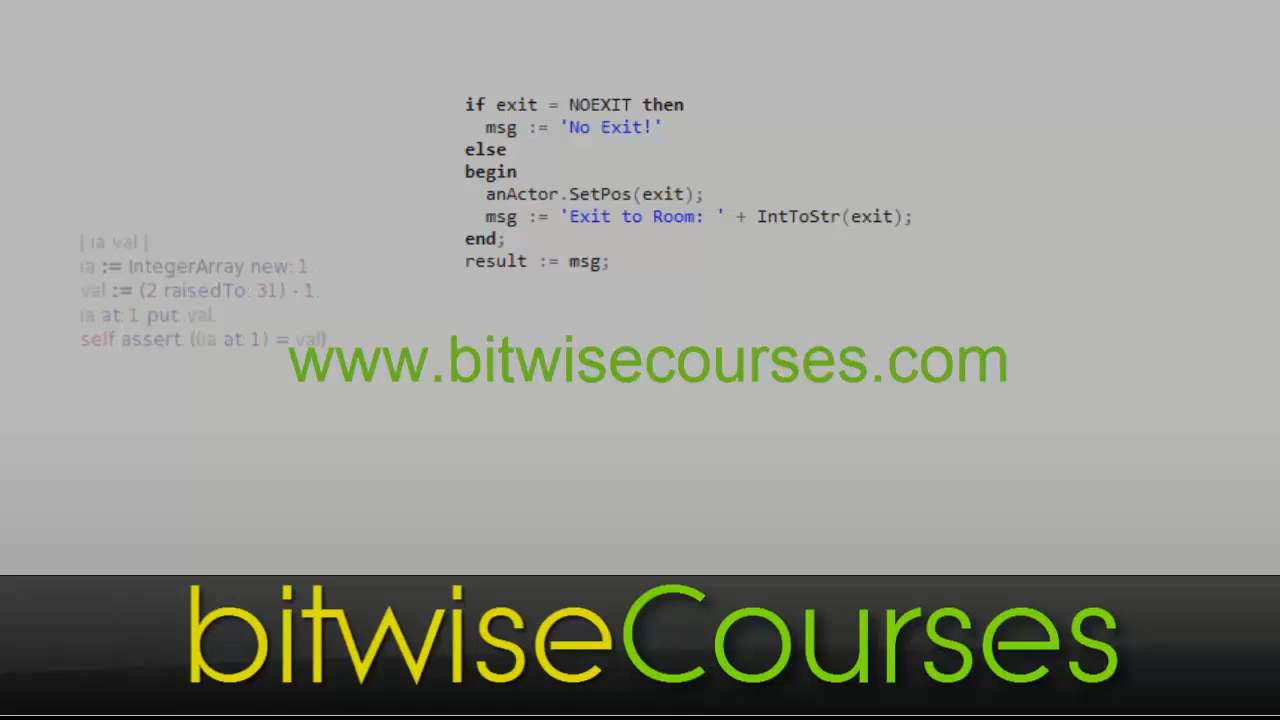 if exit = NOEXIT then
  msg := 'No Exit!'
else
begin
  anActor.SetPos(exit);
  msg := 'Exit to Room: ' + IntToStr(exit);
end;
result := msg;
| ia val |
ia := IntegerArray new: 1.
val := (2 raisedTo: 31) - 1.
ia at: 1 put: val.
self assert: ((ia at: 1) = val)
www.bitwisecourses.com
bitwiseCourses